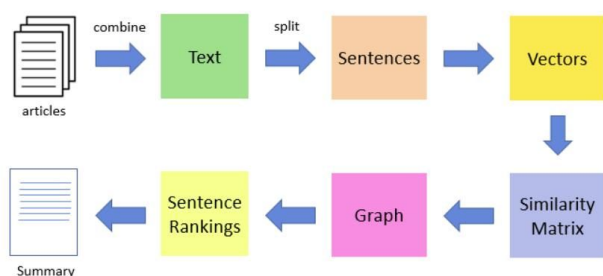 combine
split
Text
Sentences
Vectors
articles
Sentence
Rankings
Graph
Similarity
Matrix
Summary